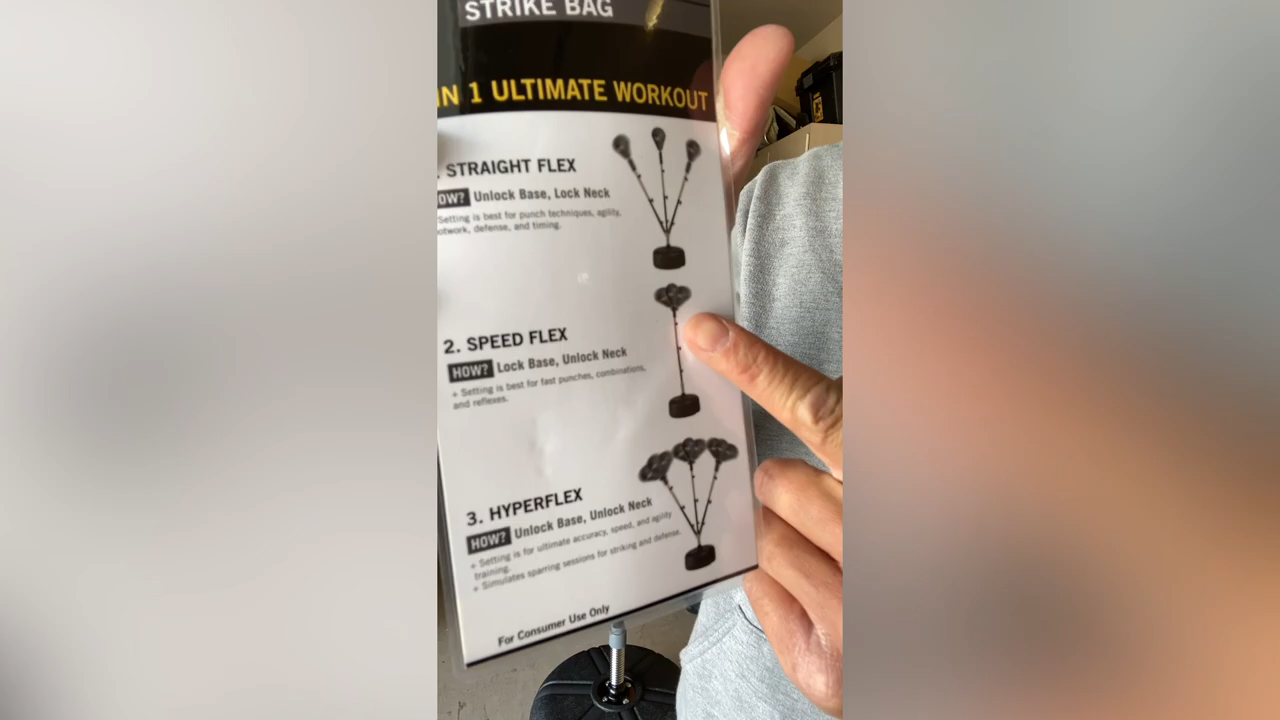 STRIKE BAG
IN 1 ULTIMATE WORKOUT
. STRAIGHT FLEX
OW? Unlock Base, Lock Neck
Setting is best for punch techniques, agility,
otwork, defense, and timing.
2. SPEED FLEX
HOW? Lock Base, Unlock Neck
+ Setting is best for fast punches, combinations,
and reflexes.
3. HYPERFLEX
HOW? Unlock Base, Unlock Neck
+ Setting is for ultimate accuracy, speed, and agility
training.
+ Simulates sparring sessions for striking and defense.
For Consumer Use Only